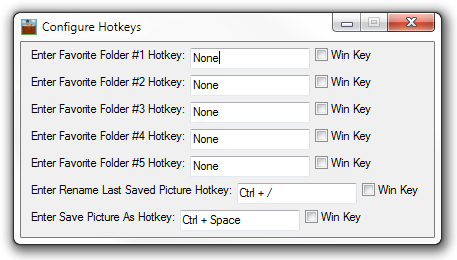 Configure Hotkeys
Enter Favorite Folder #1 Hotkey: None Win Key
Enter Favorite Folder #2 Hotkey: None Win Key
Enter Favorite Folder #3 Hotkey: None Win Key
Enter Favorite Folder #4 Hotkey: None Win Key
Enter Favorite Folder #5 Hotkey: None Win Key
Enter Rename Last Saved Picture Hotkey: Ctrl + / Win Key
Enter Save Picture As Hotkey: Ctrl + Space Win Key